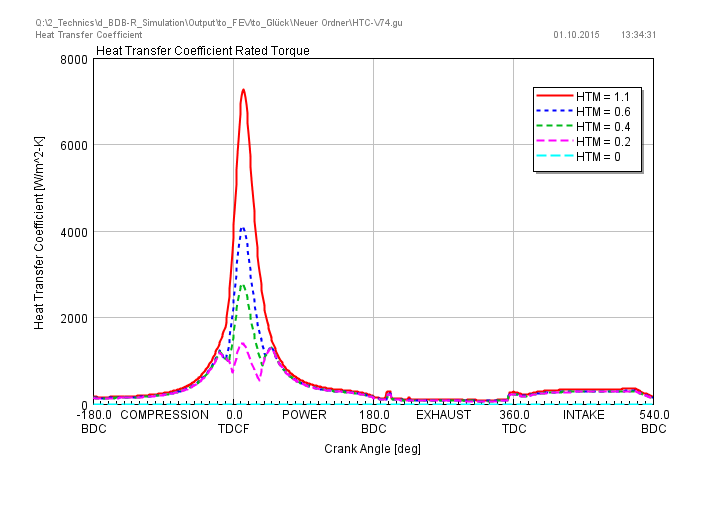 Q:\2_Technics\d_BDB-R_Simulation\Output\to_FEV\to_Glück\Neuer Ordner\HTC-V74.gu
Heat Transfer Coefficient 01.10.2015 13:34:31
Heat Transfer Coefficient Rated Torque
8000
HTM = 1.1
HTM = 0.6
HTM = 0.4
HTM = 0.2
HTM = 0
6000
4000
2000
0
Heat Transfer Coefficient [W/m^2-K]
-180.0 COMPRESSION 0.0 POWER 180.0 EXHAUST 360.0 INTAKE 540.0
BDC TDCF BDC TDC BDC
Crank Angle [deg]